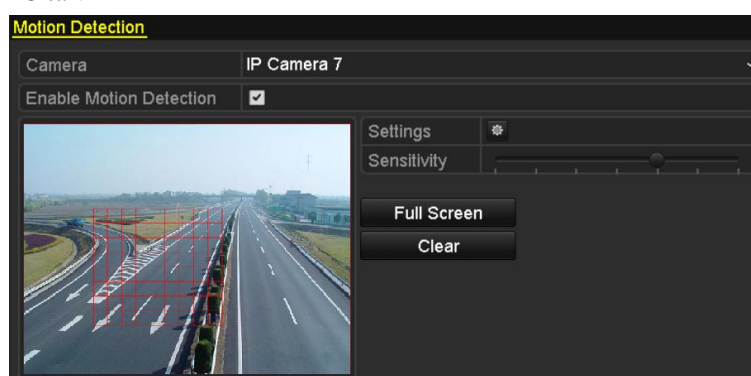 Motion Detection
Camera IP Camera 7
Enable Motion Detection
Settings
Sensitivity
Full Screen
Clear